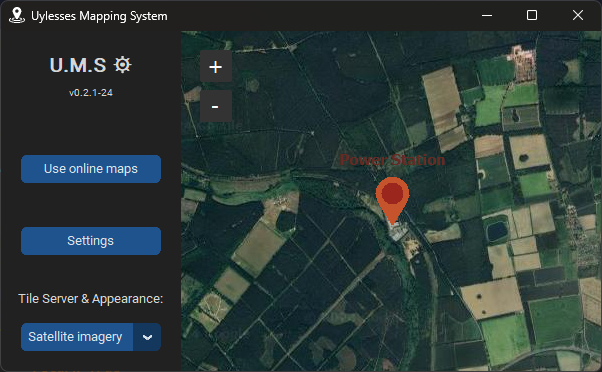 Uylesses Mapping System
U.M.S
v0.2.1-24
Use online maps
Settings
Tile Server & Appearance:
Satellite imagery
+
-
Power Station